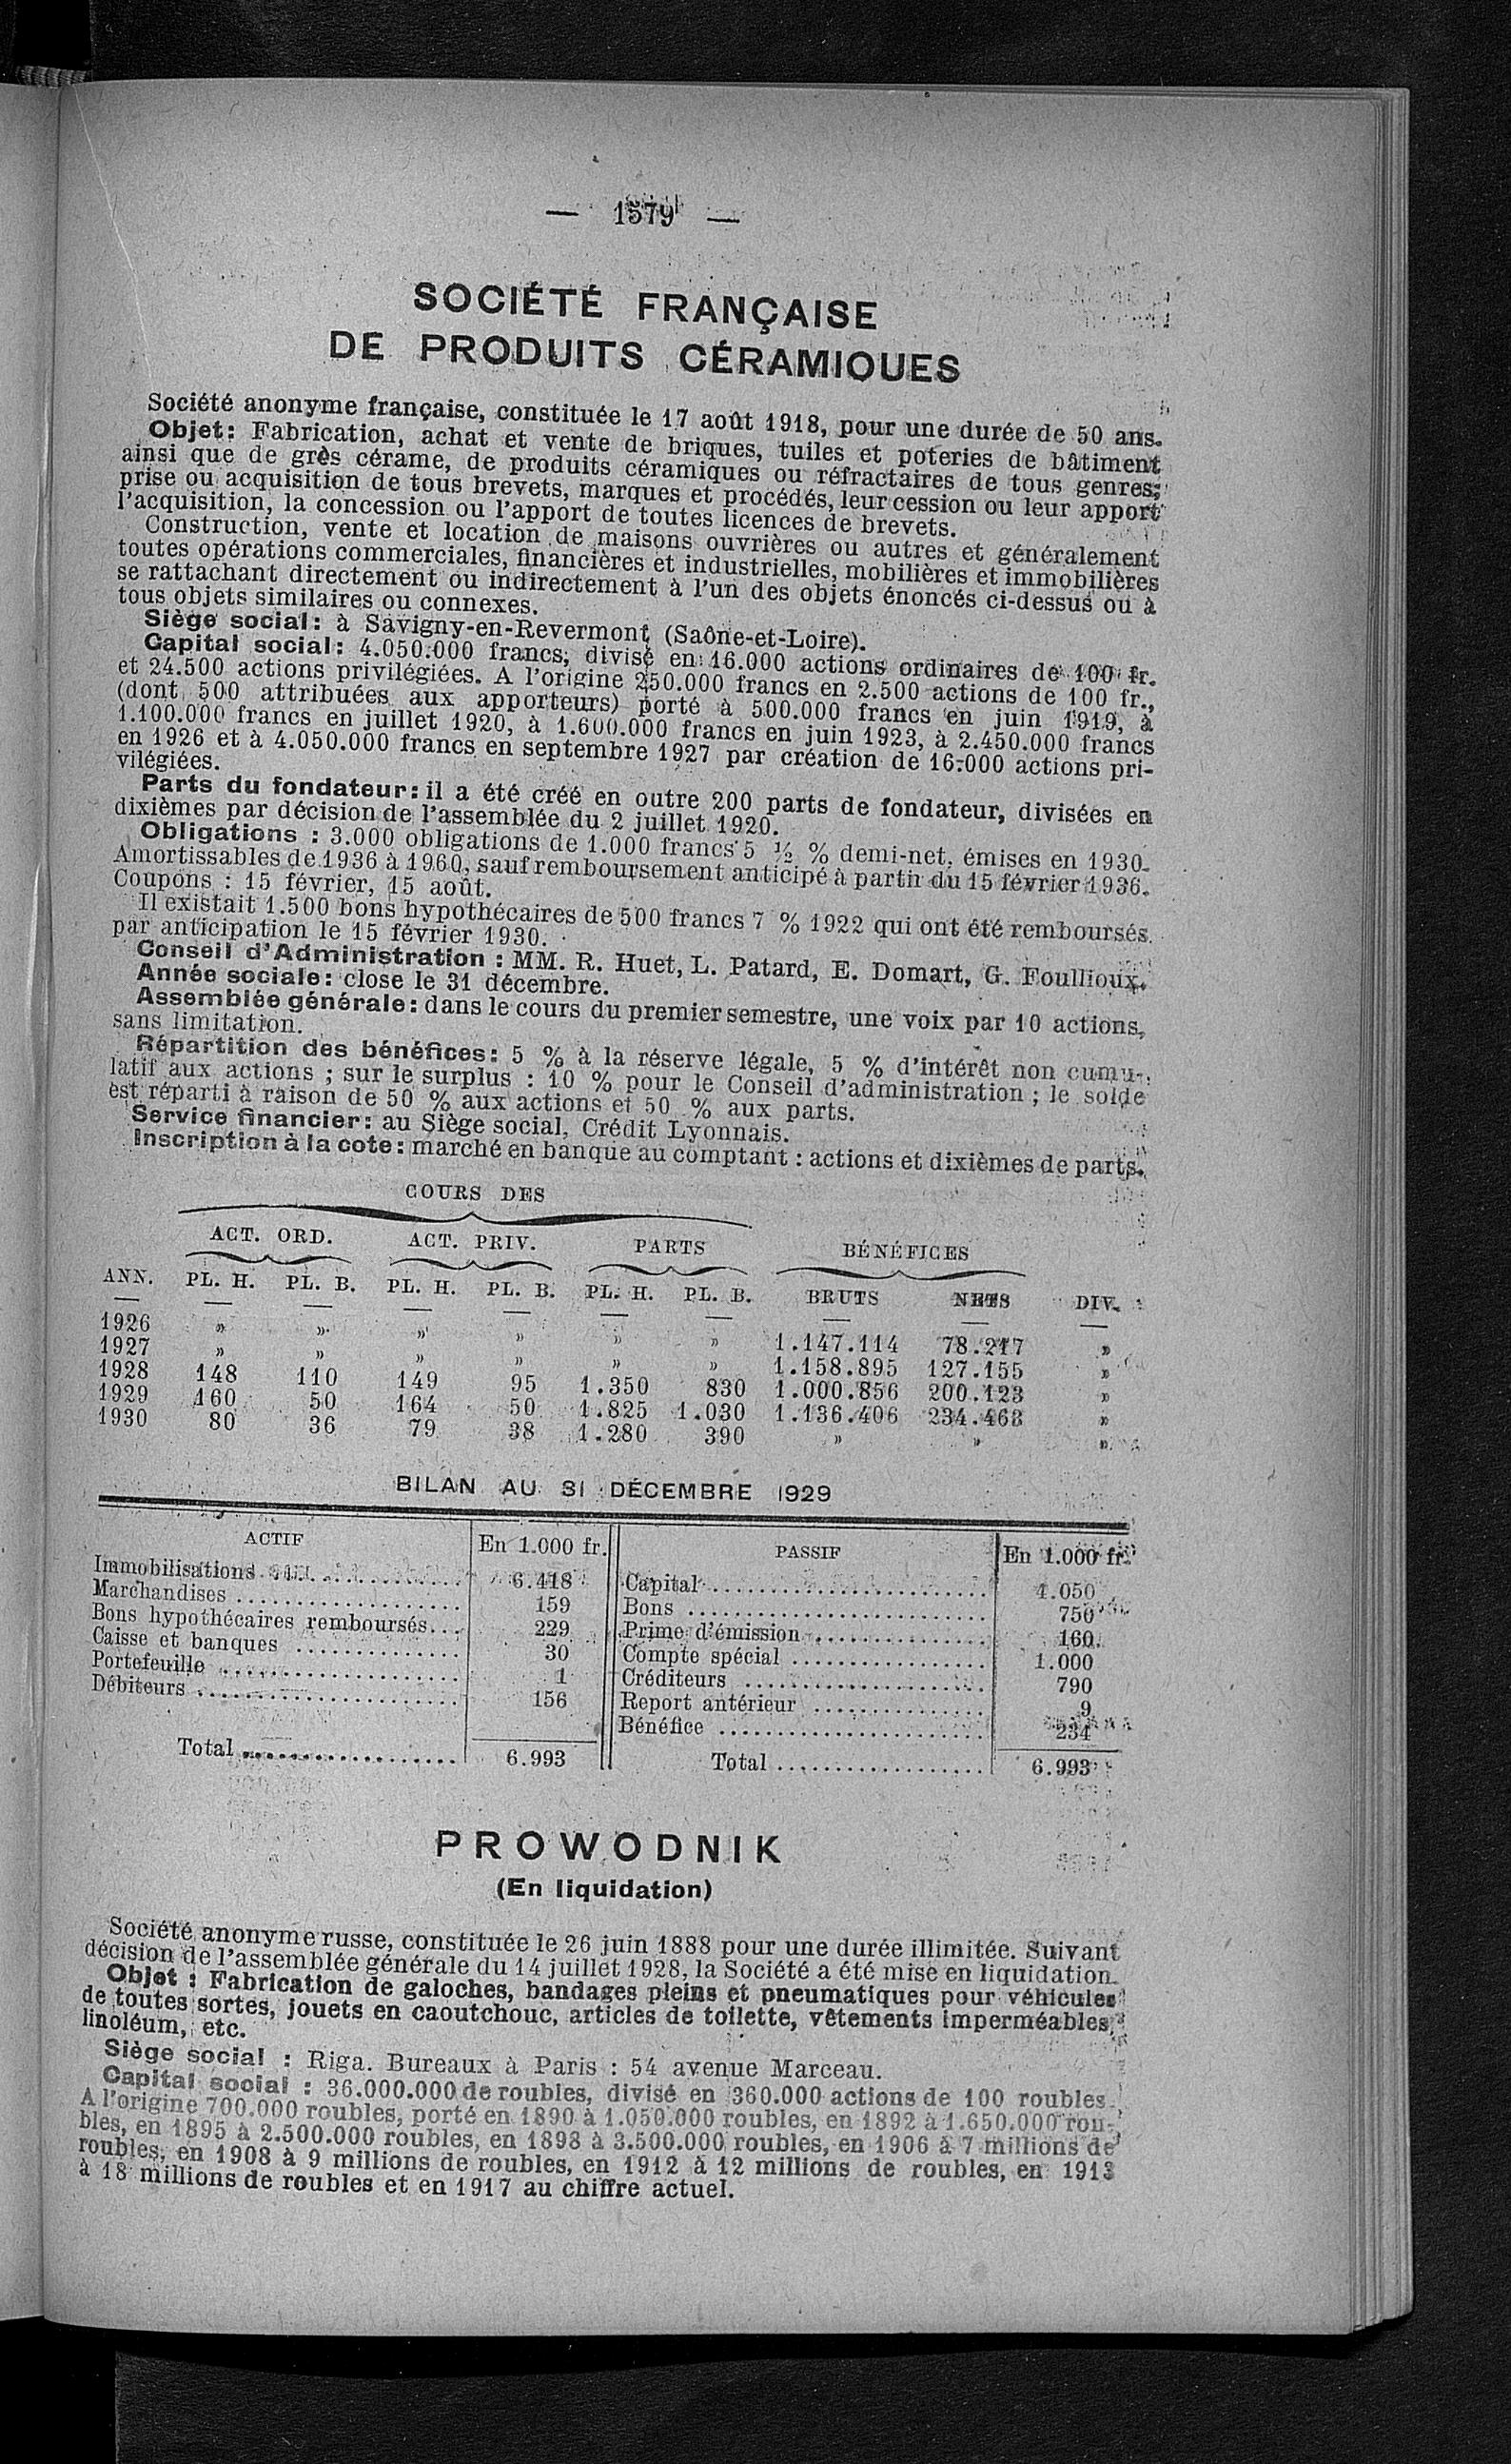 — 1579 —
SOCIÉTÉ FRANÇAISE
DE PRODUITS CÉRAMIQUES
Société anonyme française, constituée le 17 août 1918, pour une durée de 50 ans.
Objet: Fabrication, achat et vente de briques, tuiles et poteries de bâtiment
ainsi que de grès cérame, de produits céramiques ou réfractaires de tous genres;
prise ou acquisition de tous brevets, marques et procédés, leur cession ou leur apport
l'acquisition, la concession ou l'apport de toutes licences de brevets.
Construction, vente et location de maisons ouvrières ou autres et généralement
toutes opérations commerciales, financières et industrielles, mobilières et immobilières
se rattachant directement ou indirectement à l'un des objets énoncés ci-dessus ou à
tous objets similaires ou connexes.
Siège social: à Savigny-en-Revermont (Saône-et-Loire).
Capital social: 4.050.000 francs, divisé en 16.000 actions ordinaires de 100 fr.
et 24.500 actions privilégiées. A l'origine 250.000 francs en 2.500 actions de 100 fr.,
(dont 500 attribuées aux apporteurs) porté à 500.000 francs en juin 1919, à
1.100.000 francs en juillet 1920, à 1.600.000 francs en juin 1923, à 2.450.000 francs
en 1926 et à 4.050.000 francs en septembre 1927 par création de 16.000 actions pri-
vilégiées.
Parts du fondateur: il a été créé en outre 200 parts de fondateur, divisées en
dixièmes par décision de l'assemblée du 2 juillet 1920.
Obligations : 3.000 obligations de 1.000 francs 5 ½ % demi-net, émises en 1930.
Amortissables de 1936 à 1960, sauf remboursement anticipé à partir du 15 février 1936.
Coupons : 15 février, 15 août.
Il existait 1.500 bons hypothécaires de 500 francs 7 % 1922 qui ont été remboursés
par anticipation le 15 février 1930.
Conseil d'Administration : MM. R. Huet, L. Patard, E. Domart, G. Foullioux.
Année sociale: close le 31 décembre.
Assemblée générale: dans le cours du premier semestre, une voix par 10 actions,
sans limitation.
Répartition des bénéfices: 5 % à la réserve légale, 5 % d'intérêt non cumu-
latif aux actions ; sur le surplus : 10 % pour le Conseil d'administration ; le solde
est réparti à raison de 50 % aux actions et 50 % aux parts.
Service financier: au Siège social, Crédit Lyonnais.
Inscription à la cote: marché en banque au comptant : actions et dixièmes de parts.
COURS DES
ACT. ORD. ACT. PRIV. PARTS BÉNÉFICES
ANN. PL. H. PL. B. PL. H. PL. B. PL. H. PL. B. BRUTS NETS DIV.
1926 » » » » » » 1.147.114 78.217 »
1927 » » » » » » 1.158.895 127.155 »
1928 148 110 149 95 1.350 830 1.000.856 200.123 »
1929 160 50 164 50 1.825 1.030 1.136.406 234.463 »
1930 80 36 79 38 1.280 390 » » »
BILAN AU 31 DÉCEMBRE 1929
ACTIF En 1.000 fr. PASSIF En 1.000 fr.
Immobilisations 6.418 Capital 4.050
Marchandises 159 Bons 750
Bons hypothécaires remboursés 229 Prime d'émission 160
Caisse et banques 30 Compte spécial 1.000
Portefeuille 1 Créditeurs 790
Débiteurs 156 Report antérieur 9
Bénéfice 234
Total 6.993 Total 6.993
PROWODNIK
(En liquidation)
Société anonyme russe, constituée le 26 juin 1888 pour une durée illimitée. Suivant
décision de l'assemblée générale du 14 juillet 1928, la Société a été mise en liquidation.
Objet : Fabrication de galoches, bandages pleins et pneumatiques pour véhicules
de toutes sortes, jouets en caoutchouc, articles de toilette, vêtements imperméables,
linoléum, etc.
Siège social : Riga. Bureaux à Paris : 54 avenue Marceau.
Capital social : 36.000.000 de roubles, divisé en 360.000 actions de 100 roubles.
A l'origine 700.000 roubles, porté en 1890 à 1.050.000 roubles, en 1892 à 1.650.000 rou-
bles, en 1895 à 2.500.000 roubles, en 1898 à 3.500.000 roubles, en 1906 à 7 millions de
roubles, en 1908 à 9 millions de roubles, en 1912 à 12 millions de roubles, en 1913
à 18 millions de roubles et en 1917 au chiffre actuel.